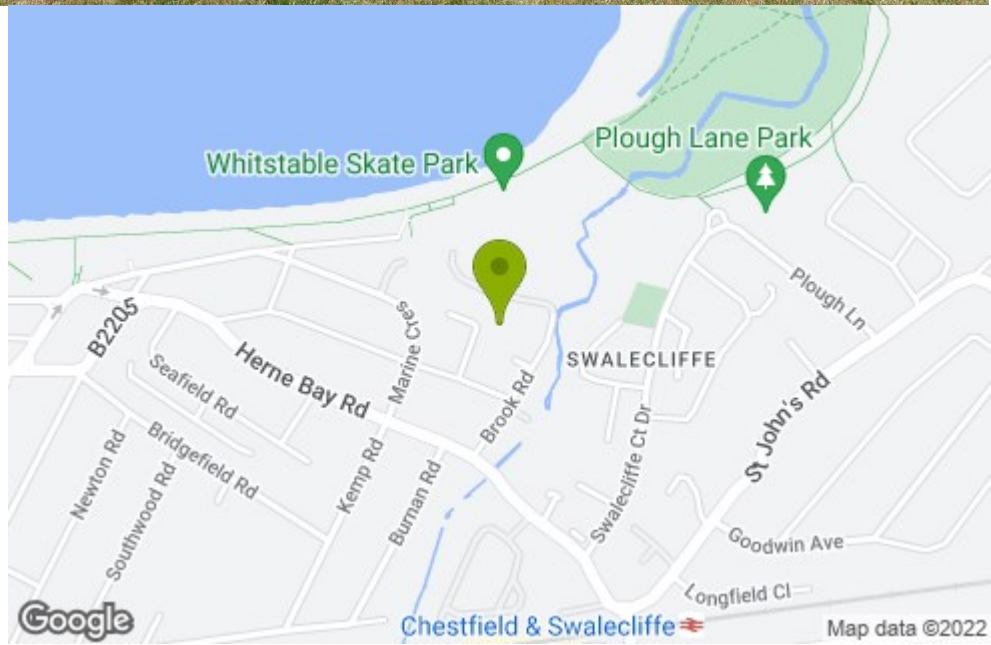 Whitstable Skate Park
Plough Lane Park
Plough Ln
B2205
Marine Cres
SWALECLIFFE
Herne Bay Rd
Seafield Rd
Brook Rd
St John's Rd
Bridgefield Rd
Swalecliffe Ct Dr
Newton Rd
Southwood Rd
Kemp Rd
Burnan Rd
Goodwin Ave
Longfield Cl
Google
Chestfield & Swalecliffe
Map data ©2022